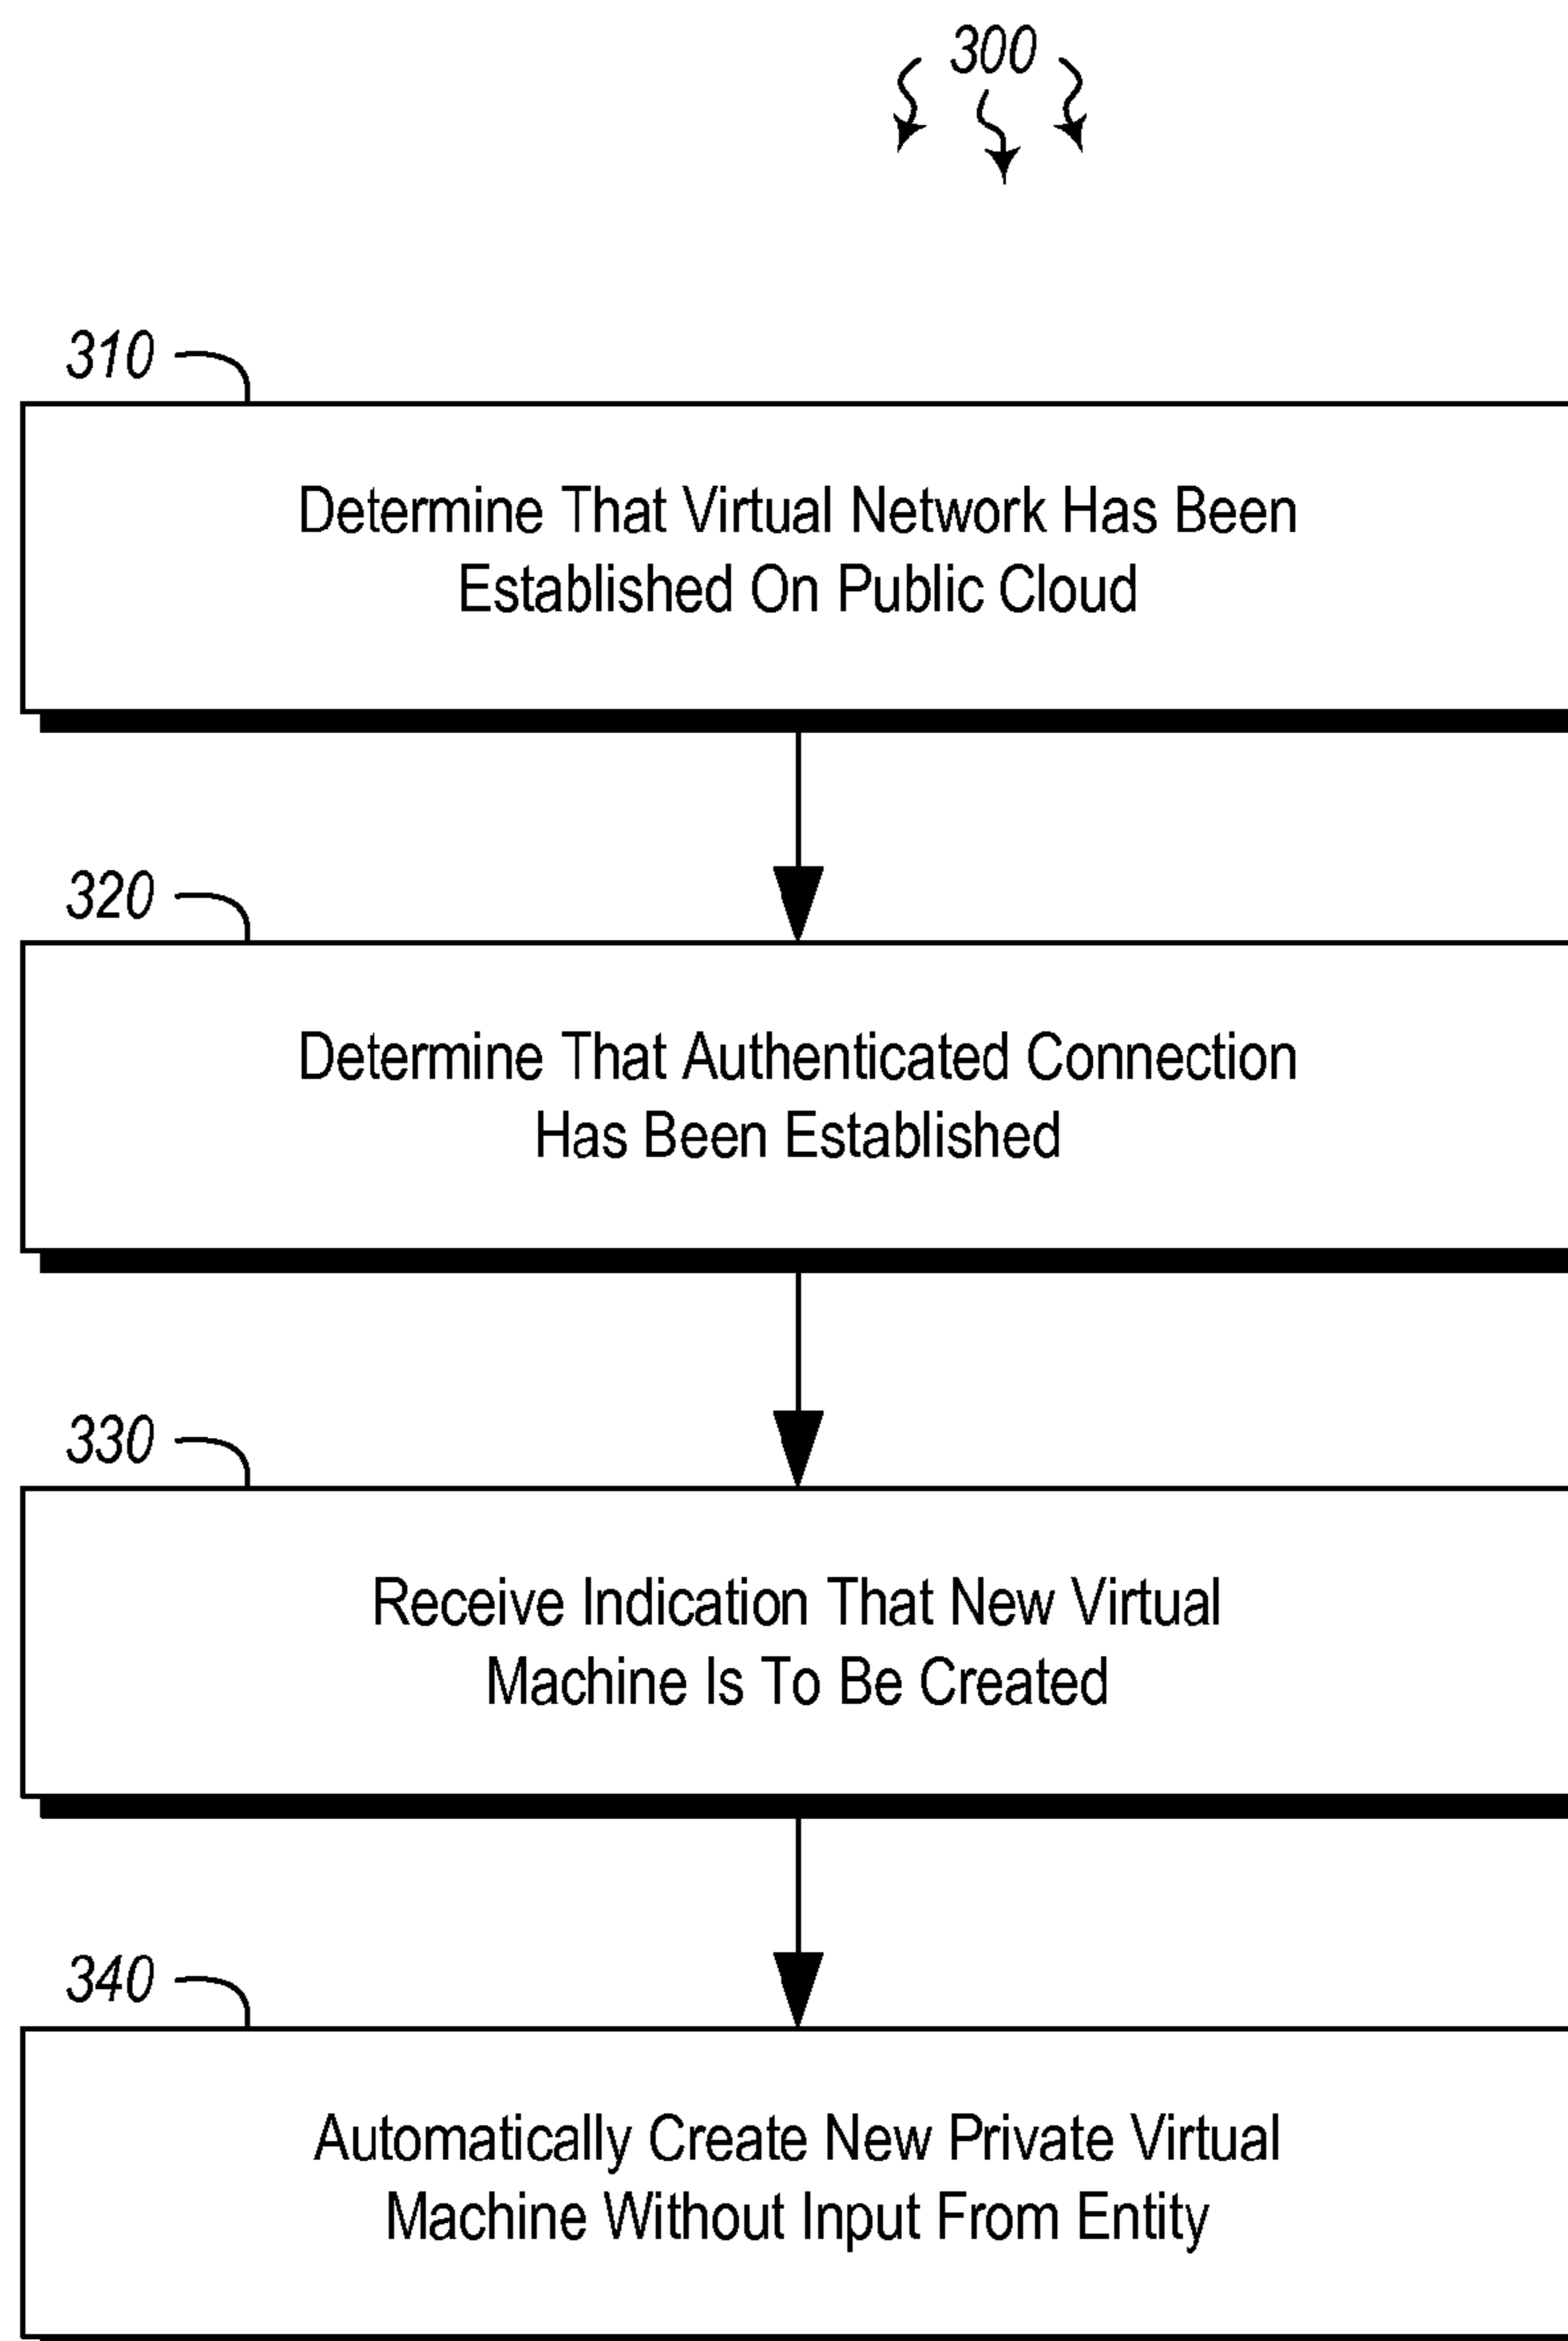 300
310
Determine That Virtual Network Has Been
Established On Public Cloud
320
Determine That Authenticated Connection
Has Been Established
330
Receive Indication That New Virtual
Machine Is To Be Created
340
Automatically Create New Private Virtual
Machine Without Input From Entity